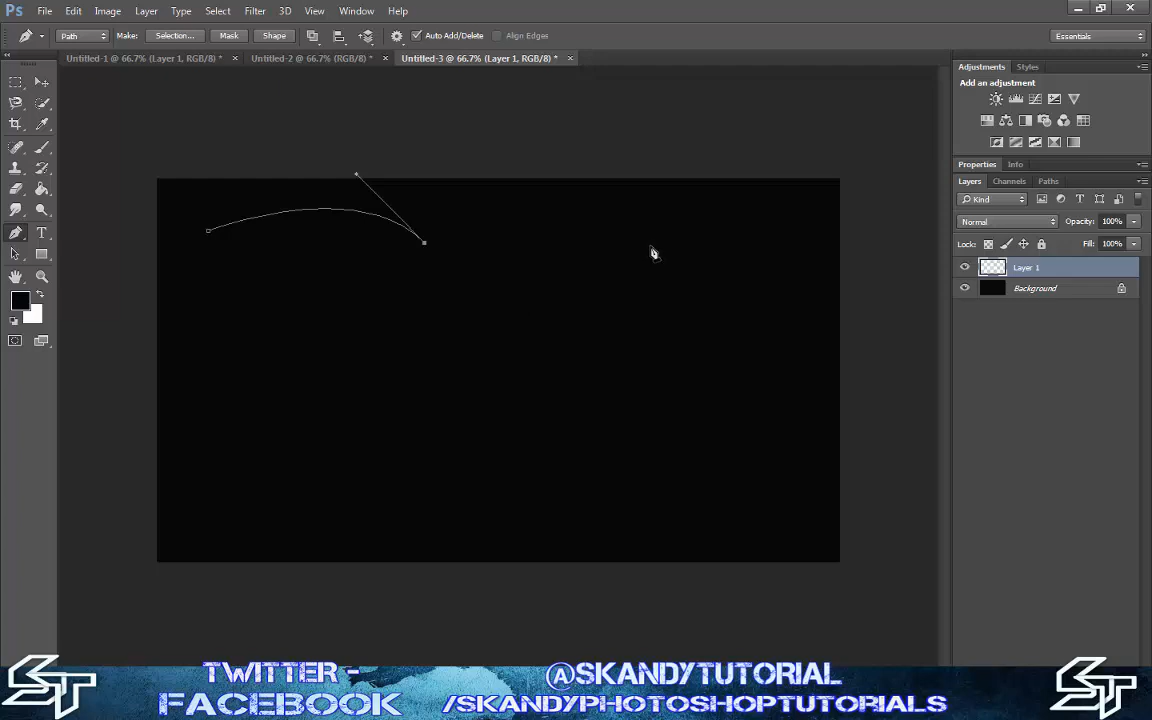 Ps File Edit Image Layer Type Select Filter 3D View Window Help
Path Make: Selection... Mask Shape Auto Add/Delete Align Edges Essentials
Untitled-1 @ 66.7% (Layer 1, RGB/8) * Untitled-2 @ 66.7% (RGB/8) * Untitled-3 @ 66.7% (Layer 1, RGB/8) *
Adjustments Styles
Add an adjustment
Properties Info
Layers Channels Paths
Kind
Normal Opacity: 100%
Lock: Fill: 100%
Layer 1
Background
T
ST TWITTER - @SKANDYTUTORIAL ST
FACEBOOK /SKANDYPHOTOSHOPTUTORIALS